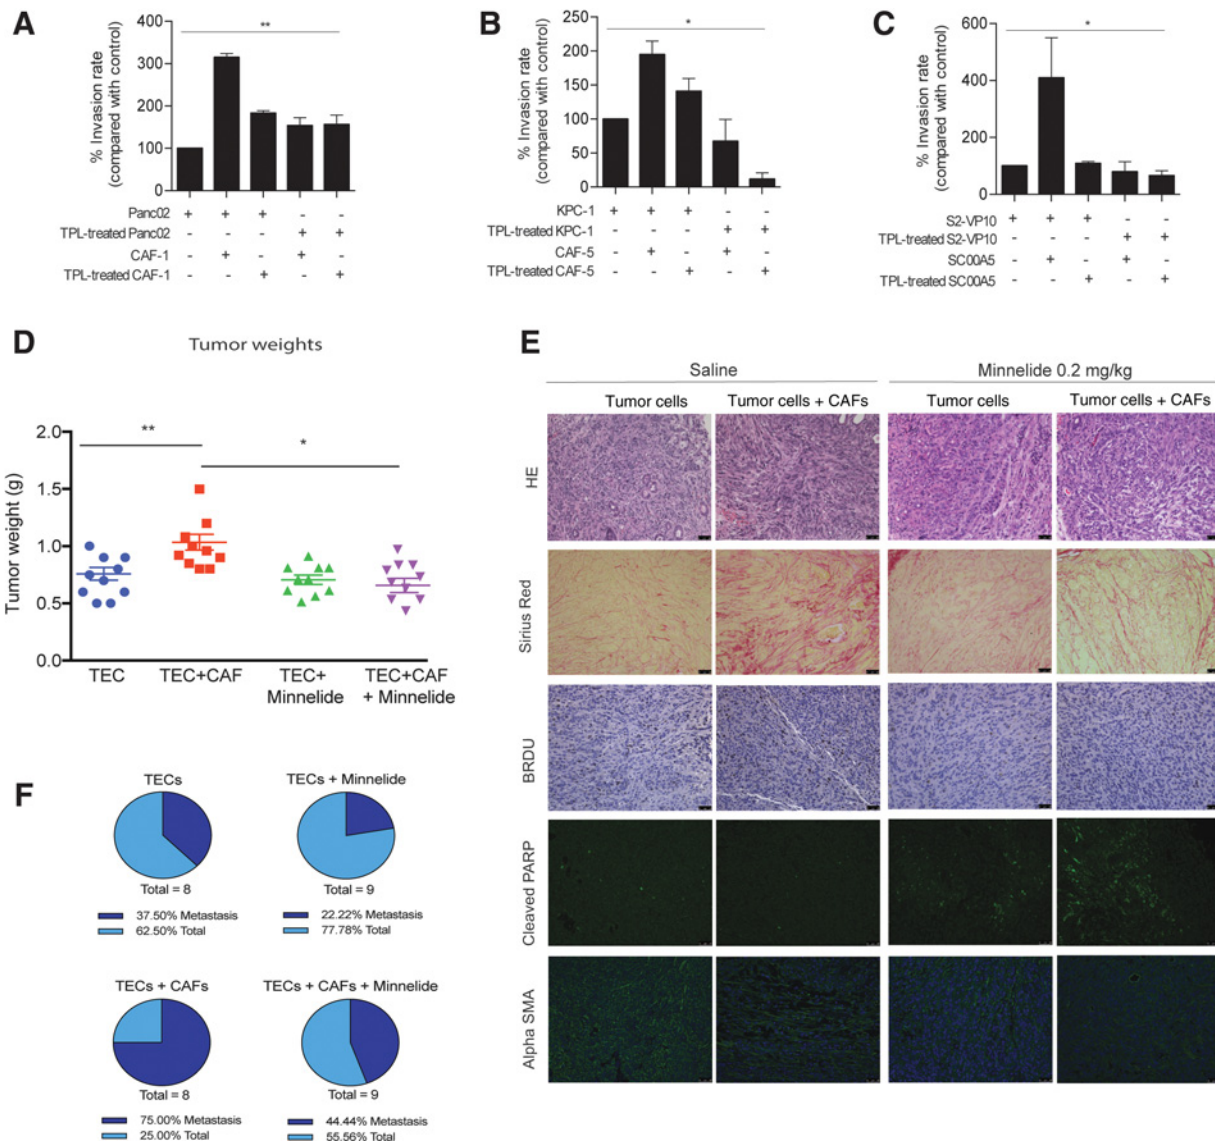 A
% Invasion rate
(compared with control)
400
300
200
100
0
**
Panc02 + + + - -
TPL-treated Panc02 - - - + +
CAF-1 - + - + -
TPL-treated CAF-1 - - + - +
B
% Invasion rate
(compared with control)
250
200
150
100
50
0
*
KPC-1 + + + - -
TPL-treated KPC-1 - - - + +
CAF-5 - + - + -
TPL-treated CAF-5 - - + - +
C
% Invasion rate
(compared with control)
600
400
200
0
*
S2-VP10 + + + - -
TPL-treated S2-VP10 - - - + +
SC00A5 - + - + -
TPL-treated SC00A5 - - + - +
D
Tumor weights
Tumor weight (g)
2.0
1.5
1.0
0.5
0.0
** *
TEC TEC+CAF TEC+ TEC+CAF
Minnelide + Minnelide
E
Saline Minnelide 0.2 mg/kg
Tumor cells Tumor cells + CAFs Tumor cells Tumor cells + CAFs
HE
Sirius Red
BRDU
Cleaved PARP
Alpha SMA
F
TECs
Total = 8
37.50% Metastasis
62.50% Total
TECs + Minnelide
Total = 9
22.22% Metastasis
77.78% Total
TECs + CAFs
Total = 8
75.00% Metastasis
25.00% Total
TECs + CAFs + Minnelide
Total = 9
44.44% Metastasis
55.56% Total